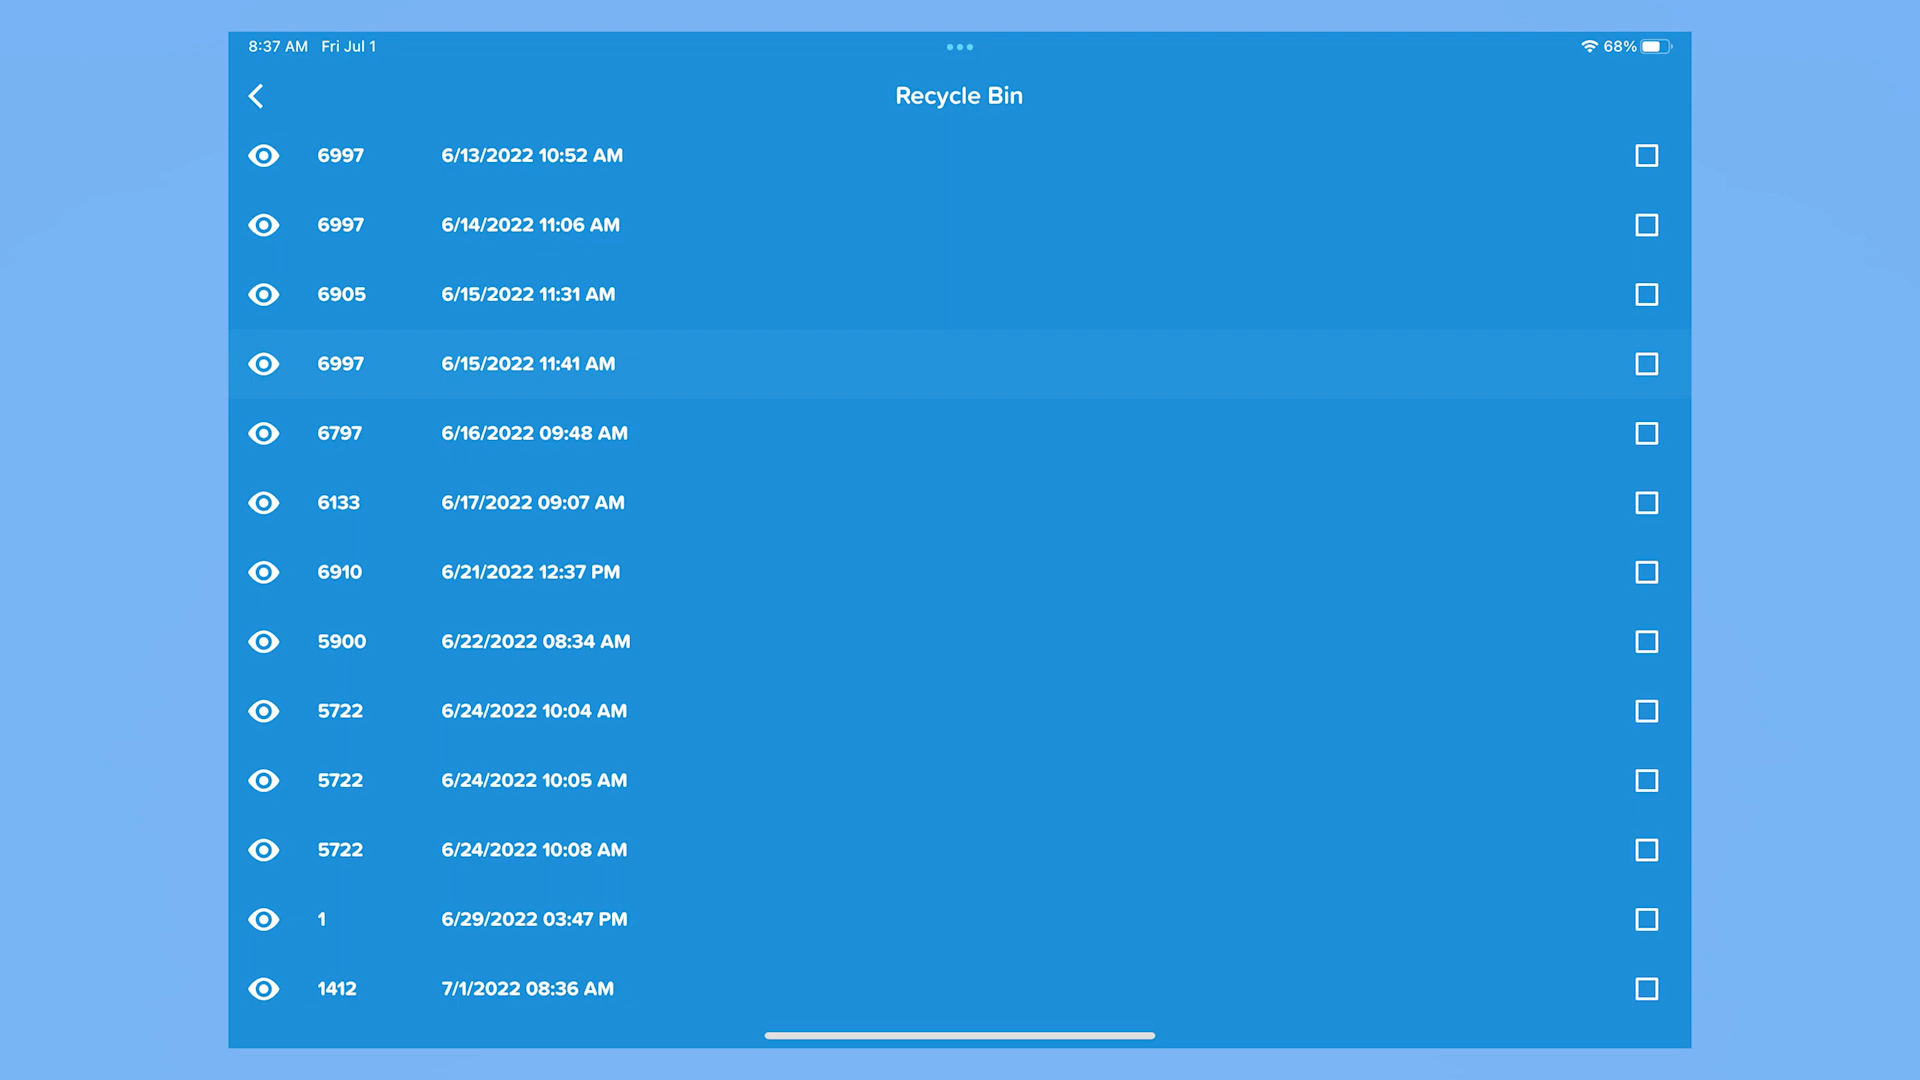 8:37 AM Fri Jul 1
68%
Recycle Bin
6997 6/13/2022 10:52 AM
6997 6/14/2022 11:06 AM
6905 6/15/2022 11:31 AM
6997 6/15/2022 11:41 AM
6797 6/16/2022 09:48 AM
6133 6/17/2022 09:07 AM
6910 6/21/2022 12:37 PM
5900 6/22/2022 08:34 AM
5722 6/24/2022 10:04 AM
5722 6/24/2022 10:05 AM
5722 6/24/2022 10:08 AM
1 6/29/2022 03:47 PM
1412 7/1/2022 08:36 AM